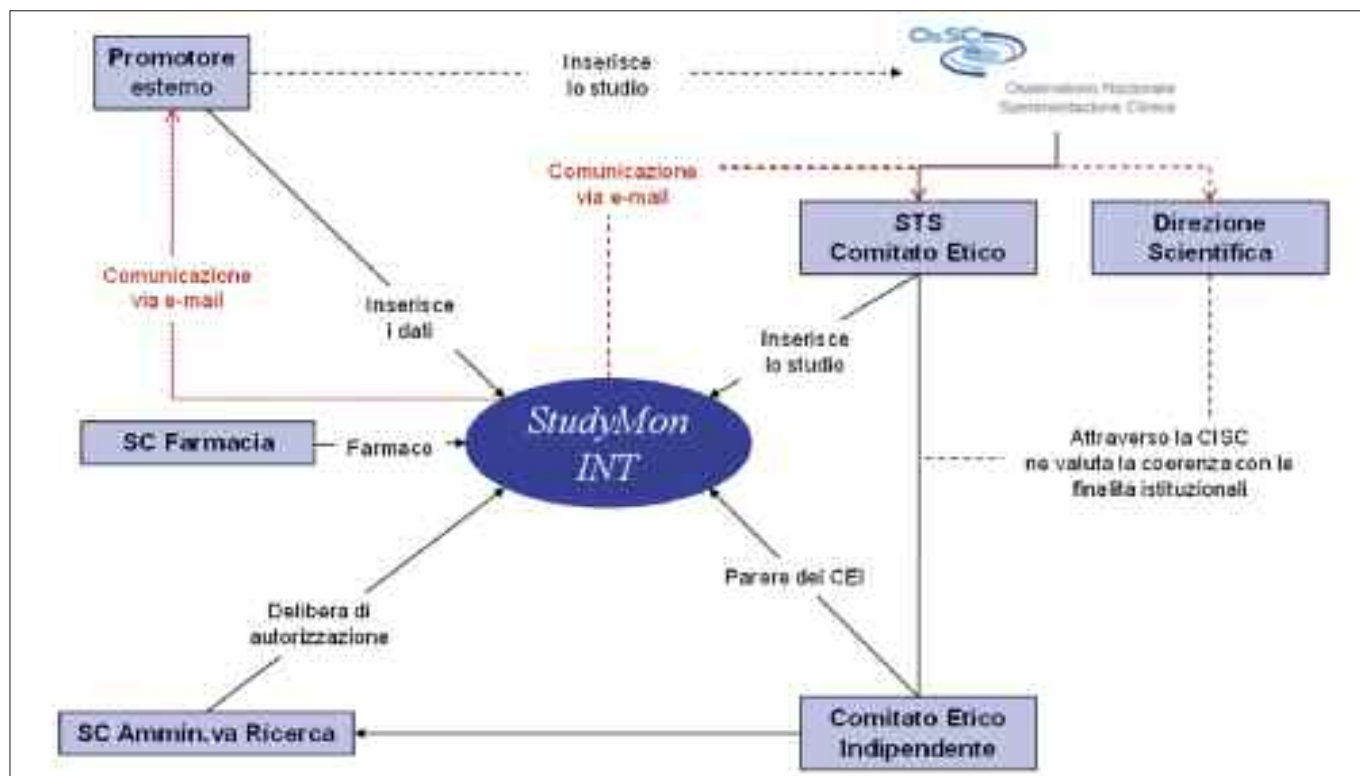 Promotore
esterno
Inserisce
lo studio
OsSC
Osservatorio Nazionale
Sperimentazione Clinica
Comunicazione
via e-mail
STS
Comitato Etico
Direzione
Scientifica
Comunicazione
via e-mail
Inserisce
i dati
Inserisce
lo studio
StudyMon
INT
SC Farmacia
Farmaco
Attraverso la CISC
ne valuta la coerenza con le
finalità istituzionali
Parere del CEI
Delibera di
autorizzazione
SC Ammin.va Ricerca
Comitato Etico
Indipendente